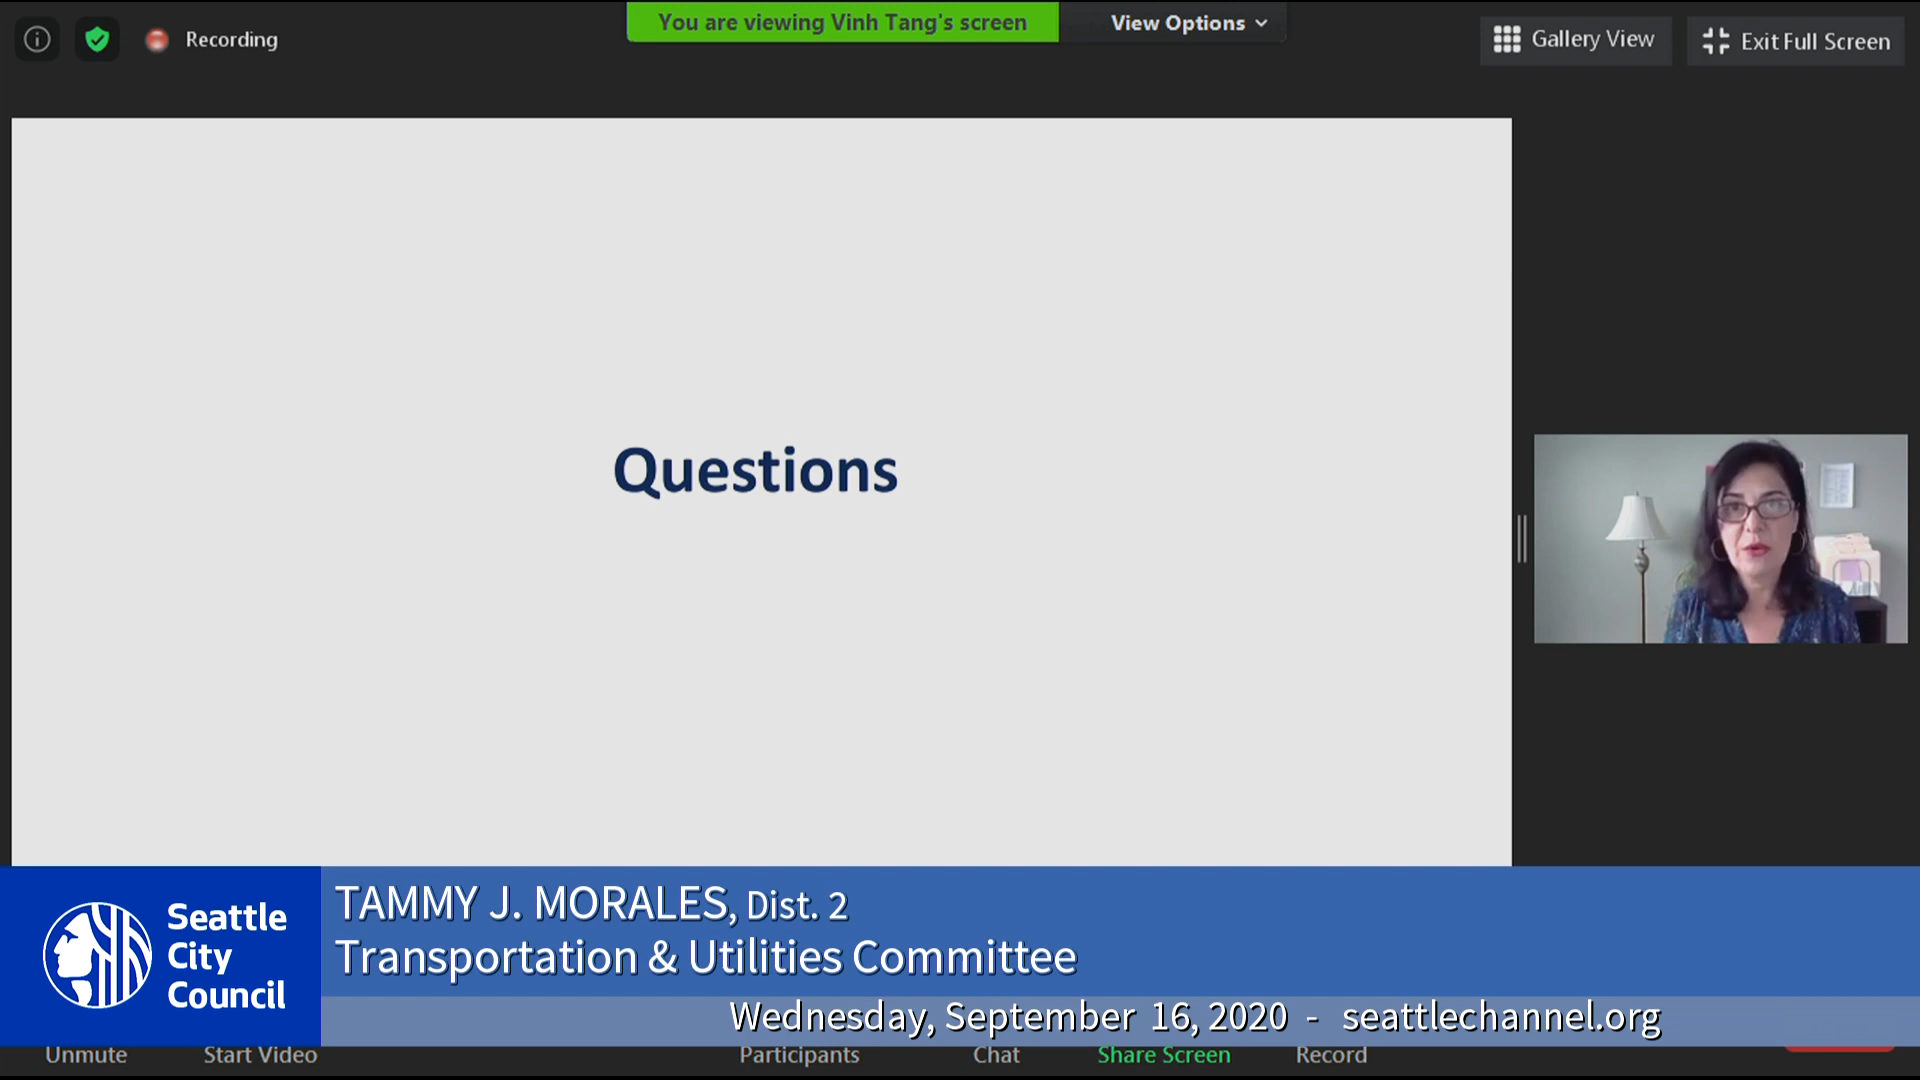 Recording
You are viewing Vinh Tang's screen
View Options
Gallery View
Exit Full Screen
Questions
Seattle
City
Council
TAMMY J. MORALES, Dist. 2
Transportation & Utilities Committee
Wednesday, September 16, 2020 - seattlechannel.org
Unmute
Start Video
Participants
Chat
Share Screen
Record